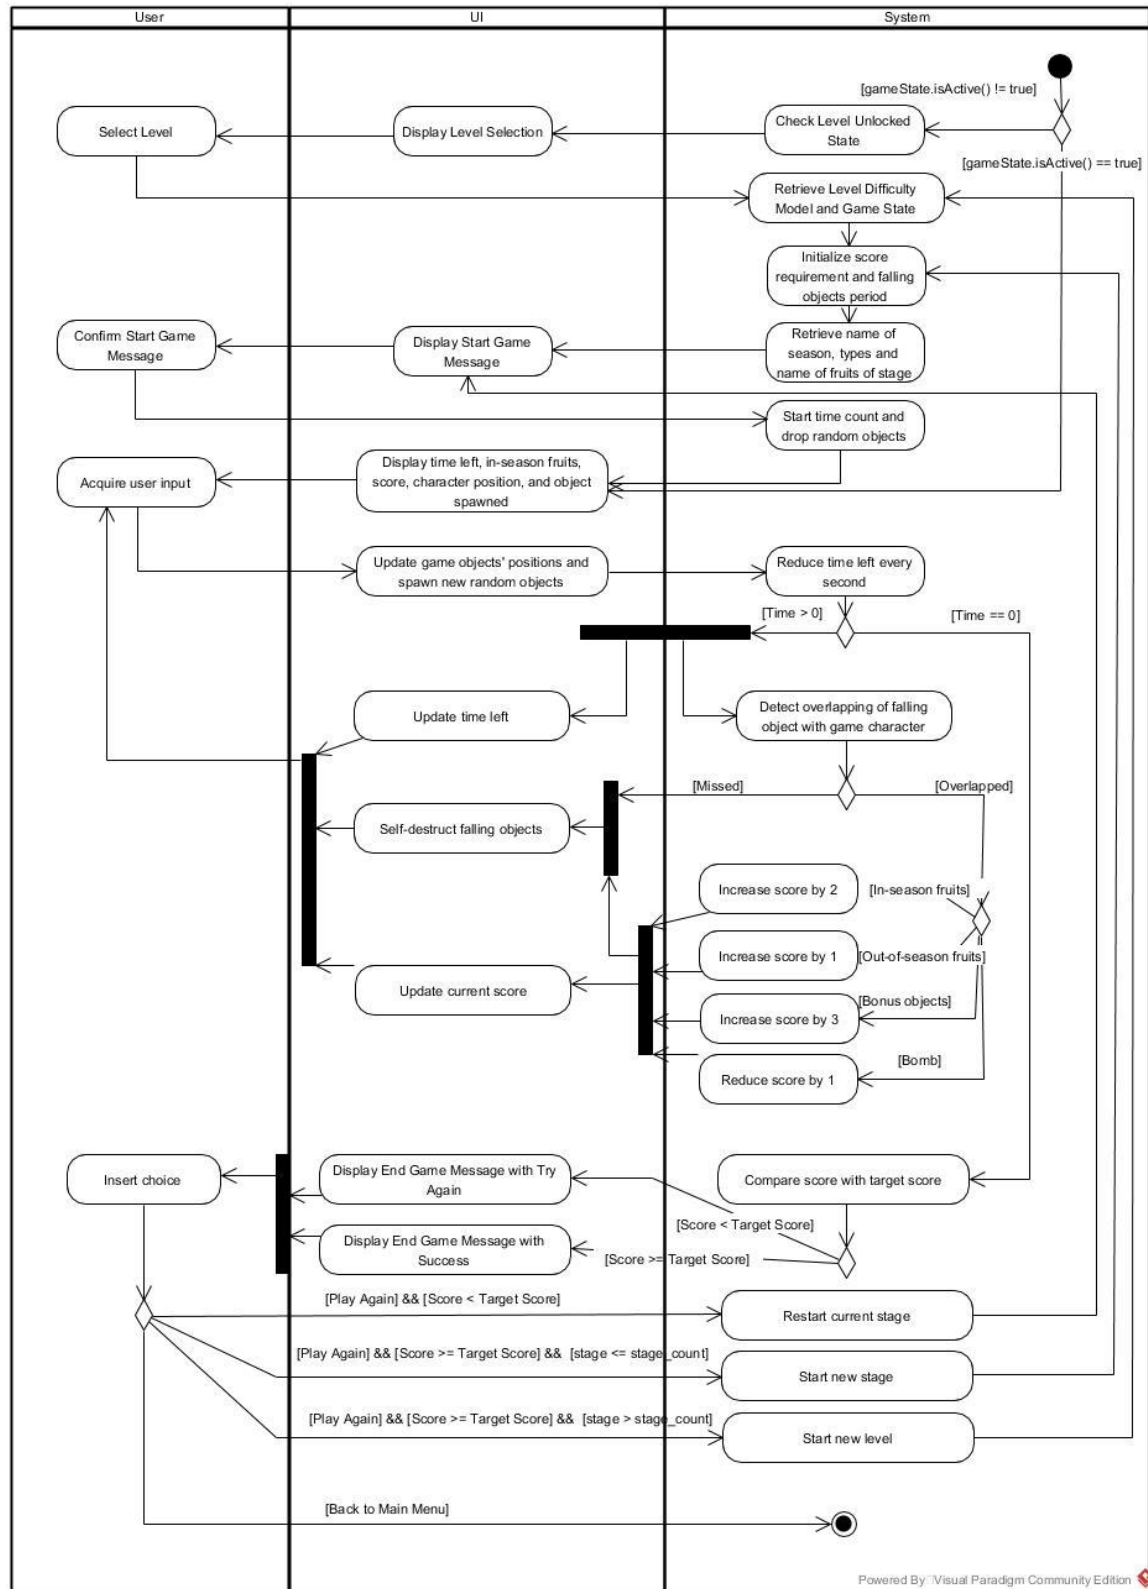 User
UI
System
[gameState.isActive() != true]
Select Level
Display Level Selection
Check Level Unlocked
State
[gameState.isActive() == true]
Retrieve Level Difficulty
Model and Game State
Initialize score
requirement and falling
objects period
Confirm Start Game
Message
Display Start Game
Message
Retrieve name of
season, types and
name of fruits of stage
Start time count and
drop random objects
Acquire user input
Display time left, in-season fruits,
score, character position, and object
spawned
Update game objects' positions and
spawn new random objects
Reduce time left every
second
[Time > 0]
[Time == 0]
Update time left
Detect overlapping of falling
object with game character
[Missed]
[Overlapped]
Self-destruct falling objects
Increase score by 2
[In-season fruits]
Increase score by 1
[Out-of-season fruits]
Update current score
[Bonus objects]
Increase score by 3
Reduce score by 1
[Bomb]
Insert choice
Display End Game Message with Try
Again
Compare score with target score
[Score < Target Score]
Display End Game Message with
Success
[Score >= Target Score]
[Play Again] && [Score < Target Score]
Restart current stage
[Play Again] && [Score >= Target Score] && [stage <= stage_count]
Start new stage
[Play Again] && [Score >= Target Score] && [stage > stage_count]
Start new level
[Back to Main Menu]
Powered By Visual Paradigm Community Edition